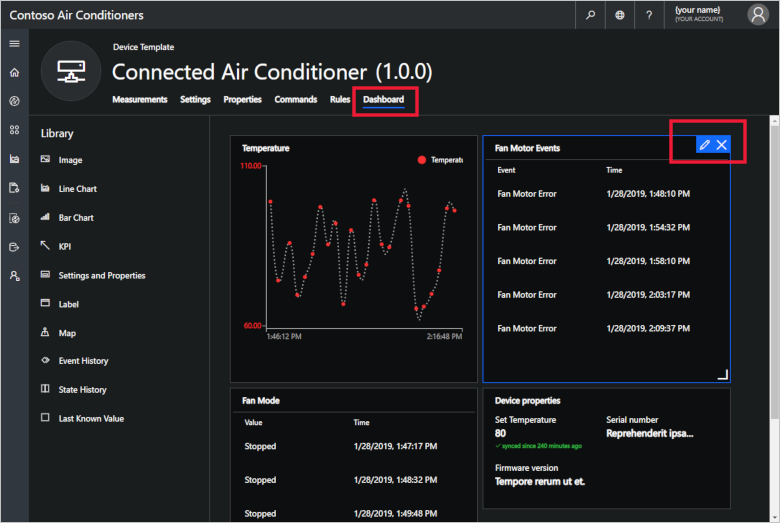 Contoso Air Conditioners
?
{your name}
{YOUR ACCOUNT}
Device Template
Connected Air Conditioner (1.0.0)
Measurements Settings Properties Commands Rules Dashboard
Library
Image
Line Chart
Bar Chart
KPI
Settings and Properties
Label
Map
Event History
State History
Last Known Value
Temperature
Temperatu
110.00
60.00
1:46:12 PM 2:16:48 PM
Fan Motor Events
Event Time
Fan Motor Error 1/28/2019, 1:48:10 PM
Fan Motor Error 1/28/2019, 1:54:32 PM
Fan Motor Error 1/28/2019, 1:58:10 PM
Fan Motor Error 1/28/2019, 2:03:17 PM
Fan Motor Error 1/28/2019, 2:09:37 PM
Fan Mode
Value Time
Stopped 1/28/2019, 1:47:17 PM
Stopped 1/28/2019, 1:48:32 PM
Stopped 1/28/2019, 1:49:48 PM
Device properties
Set Temperature Serial number
80 Reprehenderit ipsa...
synced since 240 minutes ago
Firmware version
Tempore rerum ut et.